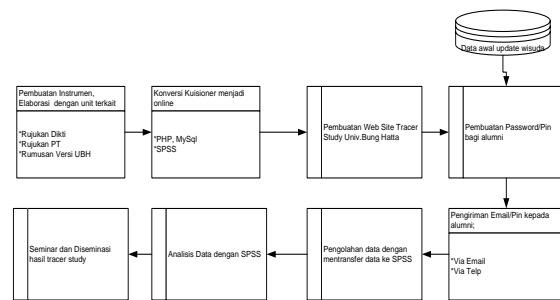 Data awal update wisuda
Pembuatan Instrumen,
Elaborasi dengan unit terkait
*Rujukan Dikti
*Rujukan PT
*Rumusan Versi UBH
Konversi Kuisioner menjadi
online
*PHP, MySql
*SPSS
Pembuatan Web Site Tracer
Study Univ.Bung Hatta
Pembuatan Password/Pin
bagi alumni
Pengiriman Email/Pin kepada
alumni;
*Via Email
*Via Telp
Pengolahan data dengan
mentransfer data ke SPSS
Analisis Data dengan SPSS
Seminar dan Diseminasi
hasil tracer study